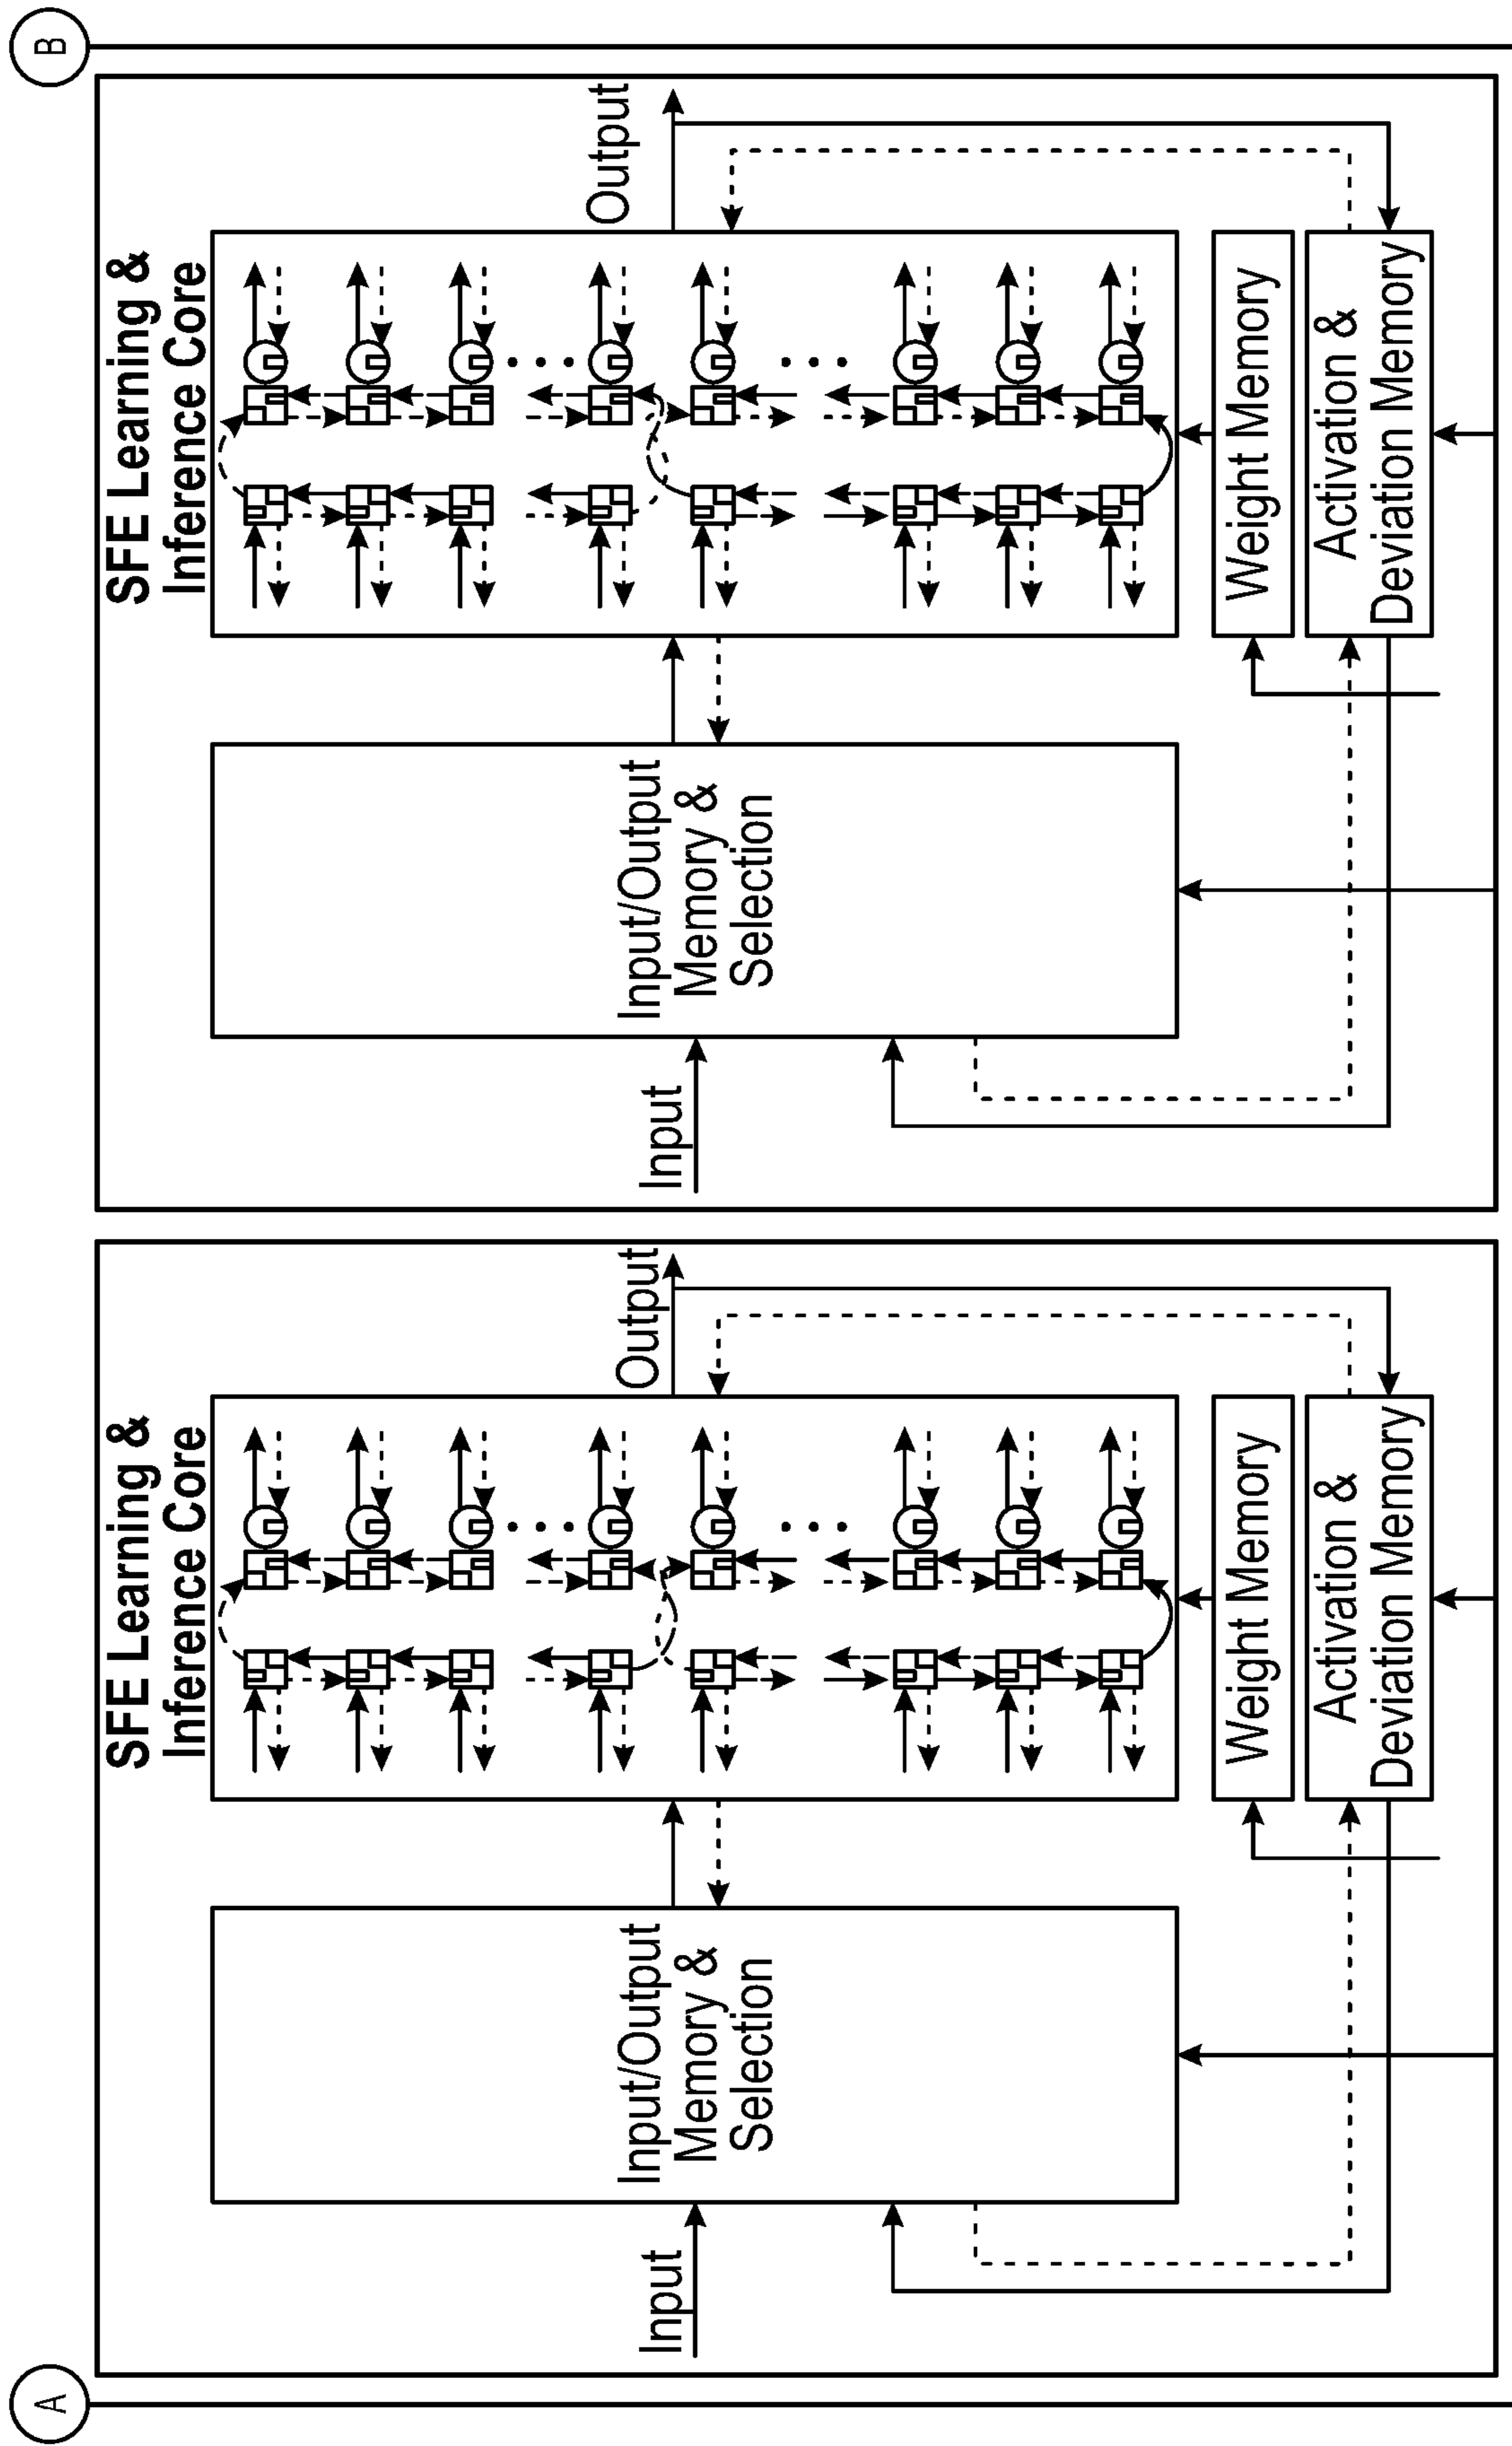 A
SFE Learning &
Inference Core
Input
Input/Output
Memory &
Selection
Output
Weight Memory
Activation &
Deviation Memory
B
SFE Learning &
Inference Core
Input
Input/Output
Memory &
Selection
Output
Weight Memory
Activation &
Deviation Memory